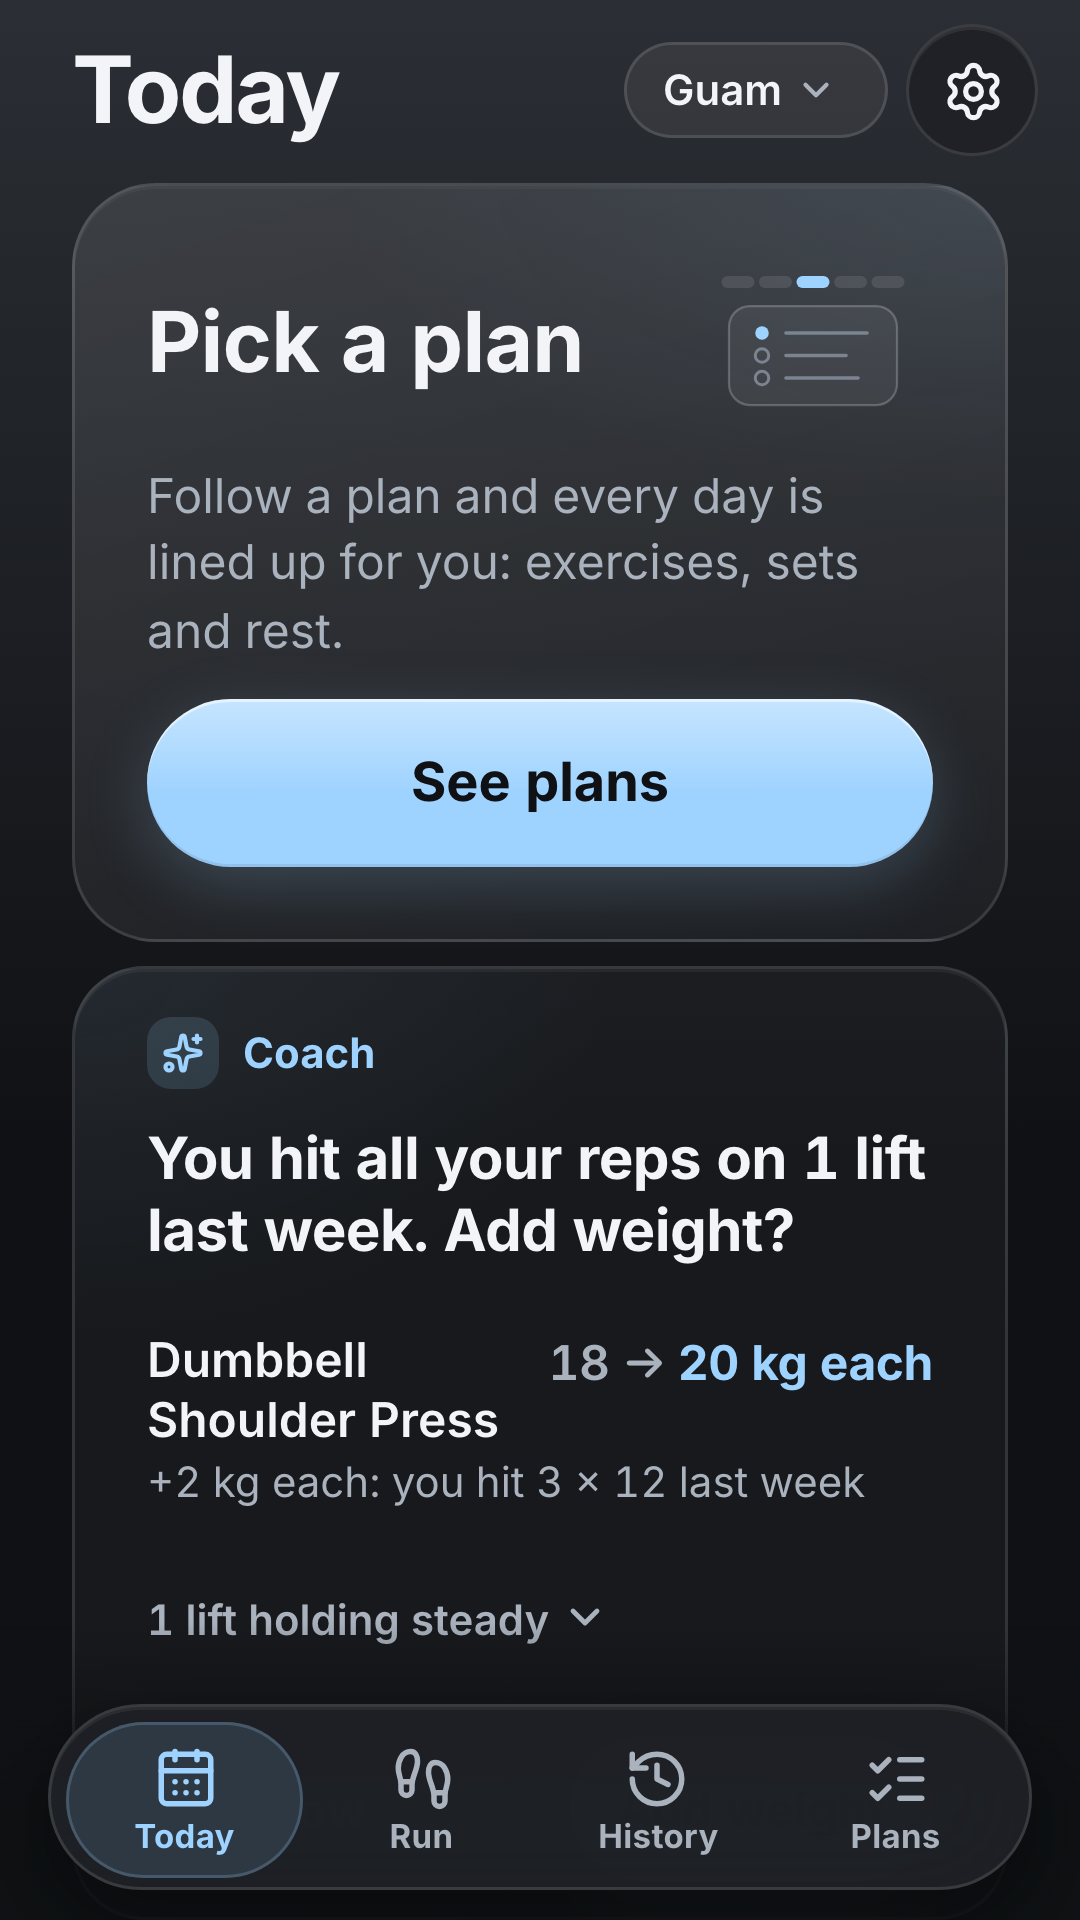 Today
Guam
Pick a plan
Follow a plan and every day is
lined up for you: exercises, sets
and rest.
See plans
Coach
You hit all your reps on 1 lift
last week. Add weight?
Dumbbell
Shoulder Press
18 → 20 kg each
+2 kg each: you hit 3 × 12 last week
1 lift holding steady
Today
Run
History
Plans